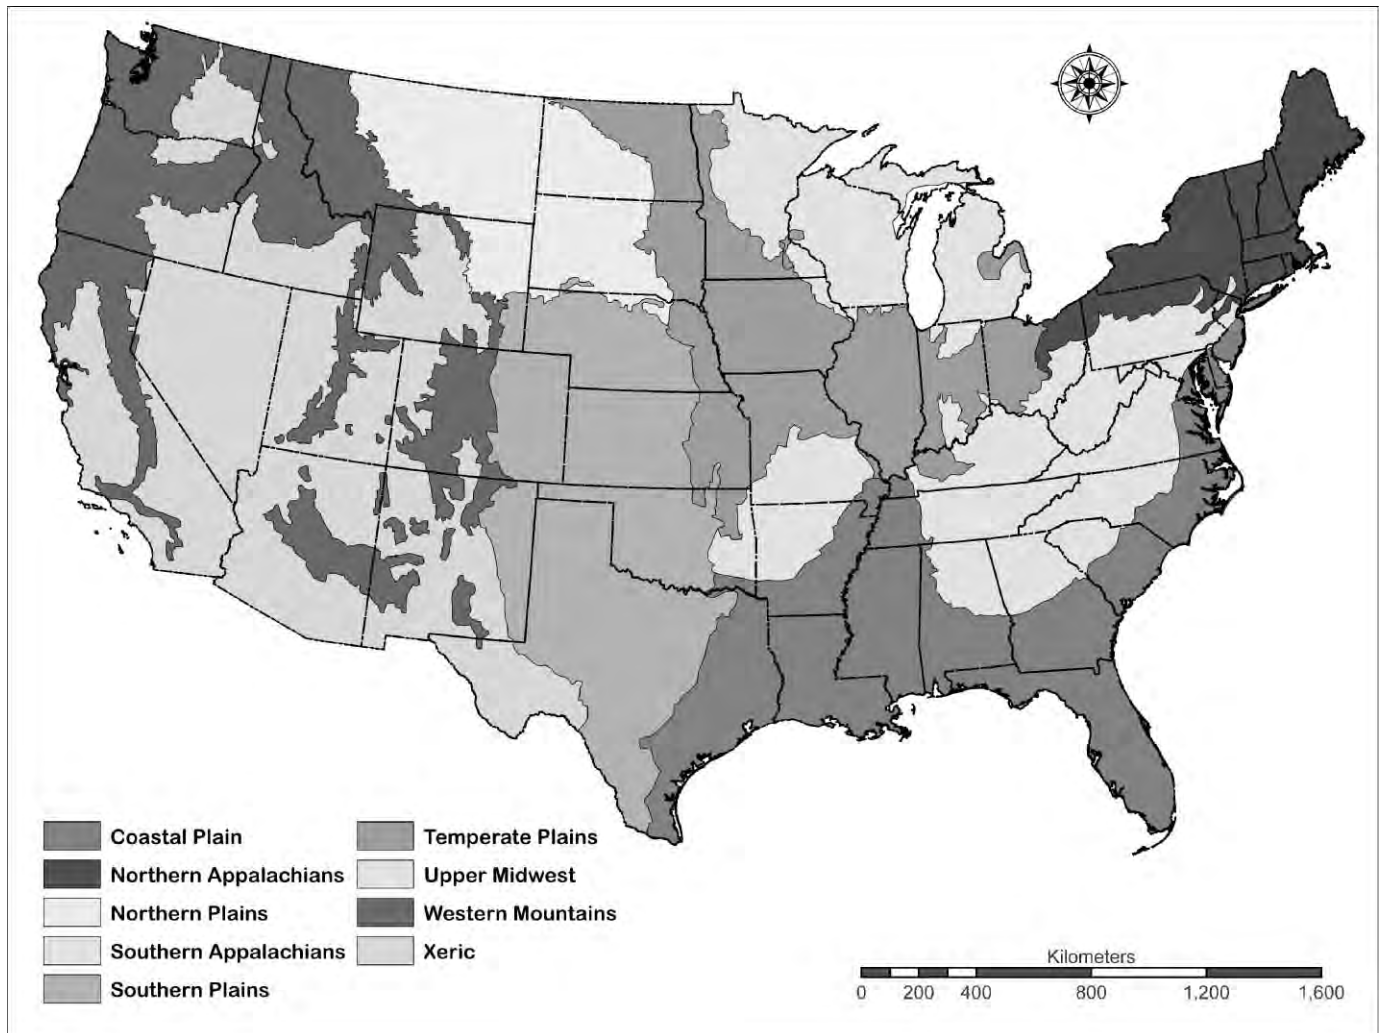 Coastal Plain
Northern Appalachians
Northern Plains
Southern Appalachians
Southern Plains
Temperate Plains
Upper Midwest
Western Mountains
Xeric
Kilometers
0 200 400 800 1,200 1,600